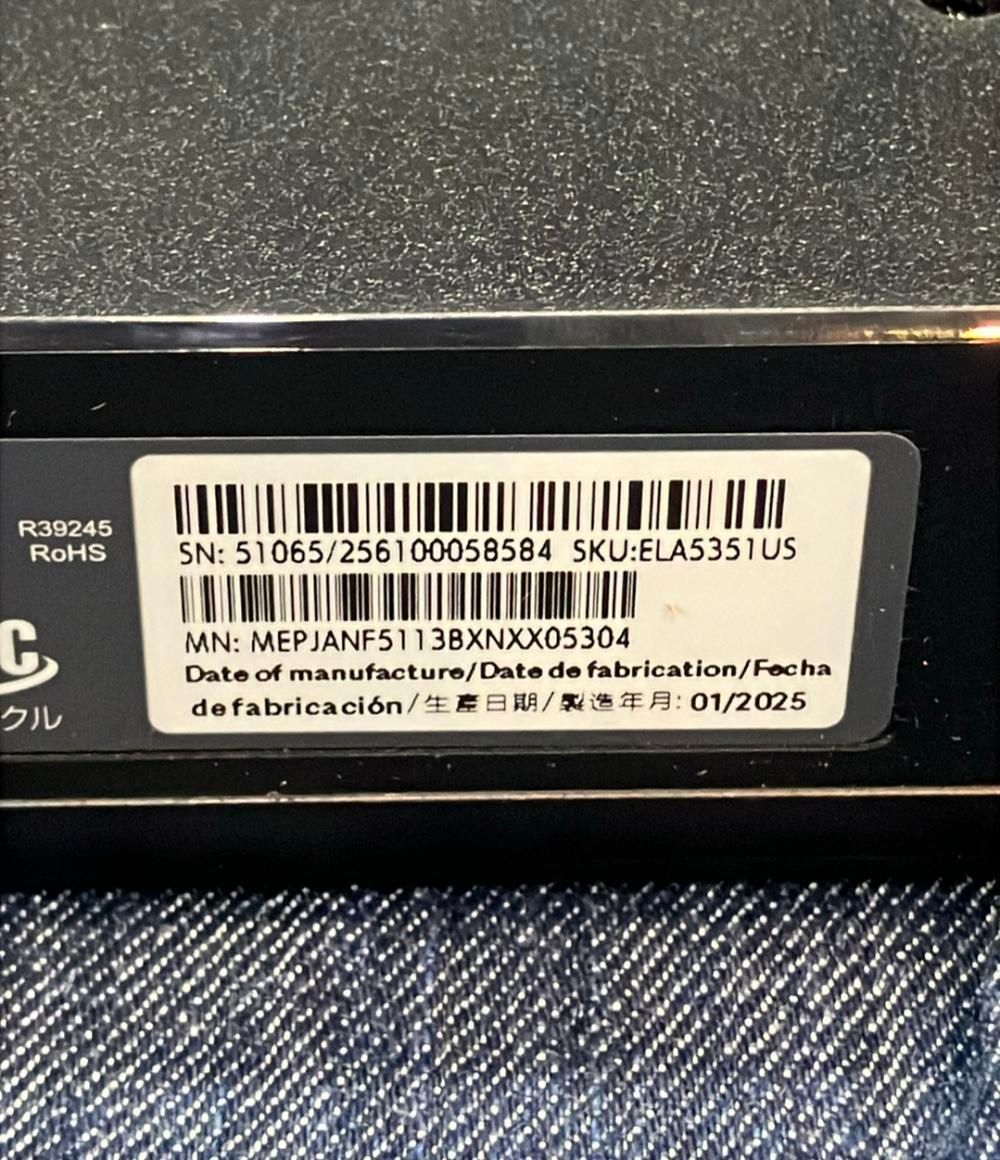 R39245
RoHS
C
クル
SN: 51065/256100058584 SKU:ELA5351US
MN: MEPJANF5113BXNXX05304
Date of manufacture/Date de fabrication/Fecha
de fabricación/生產日期/製造年月: 01/2025